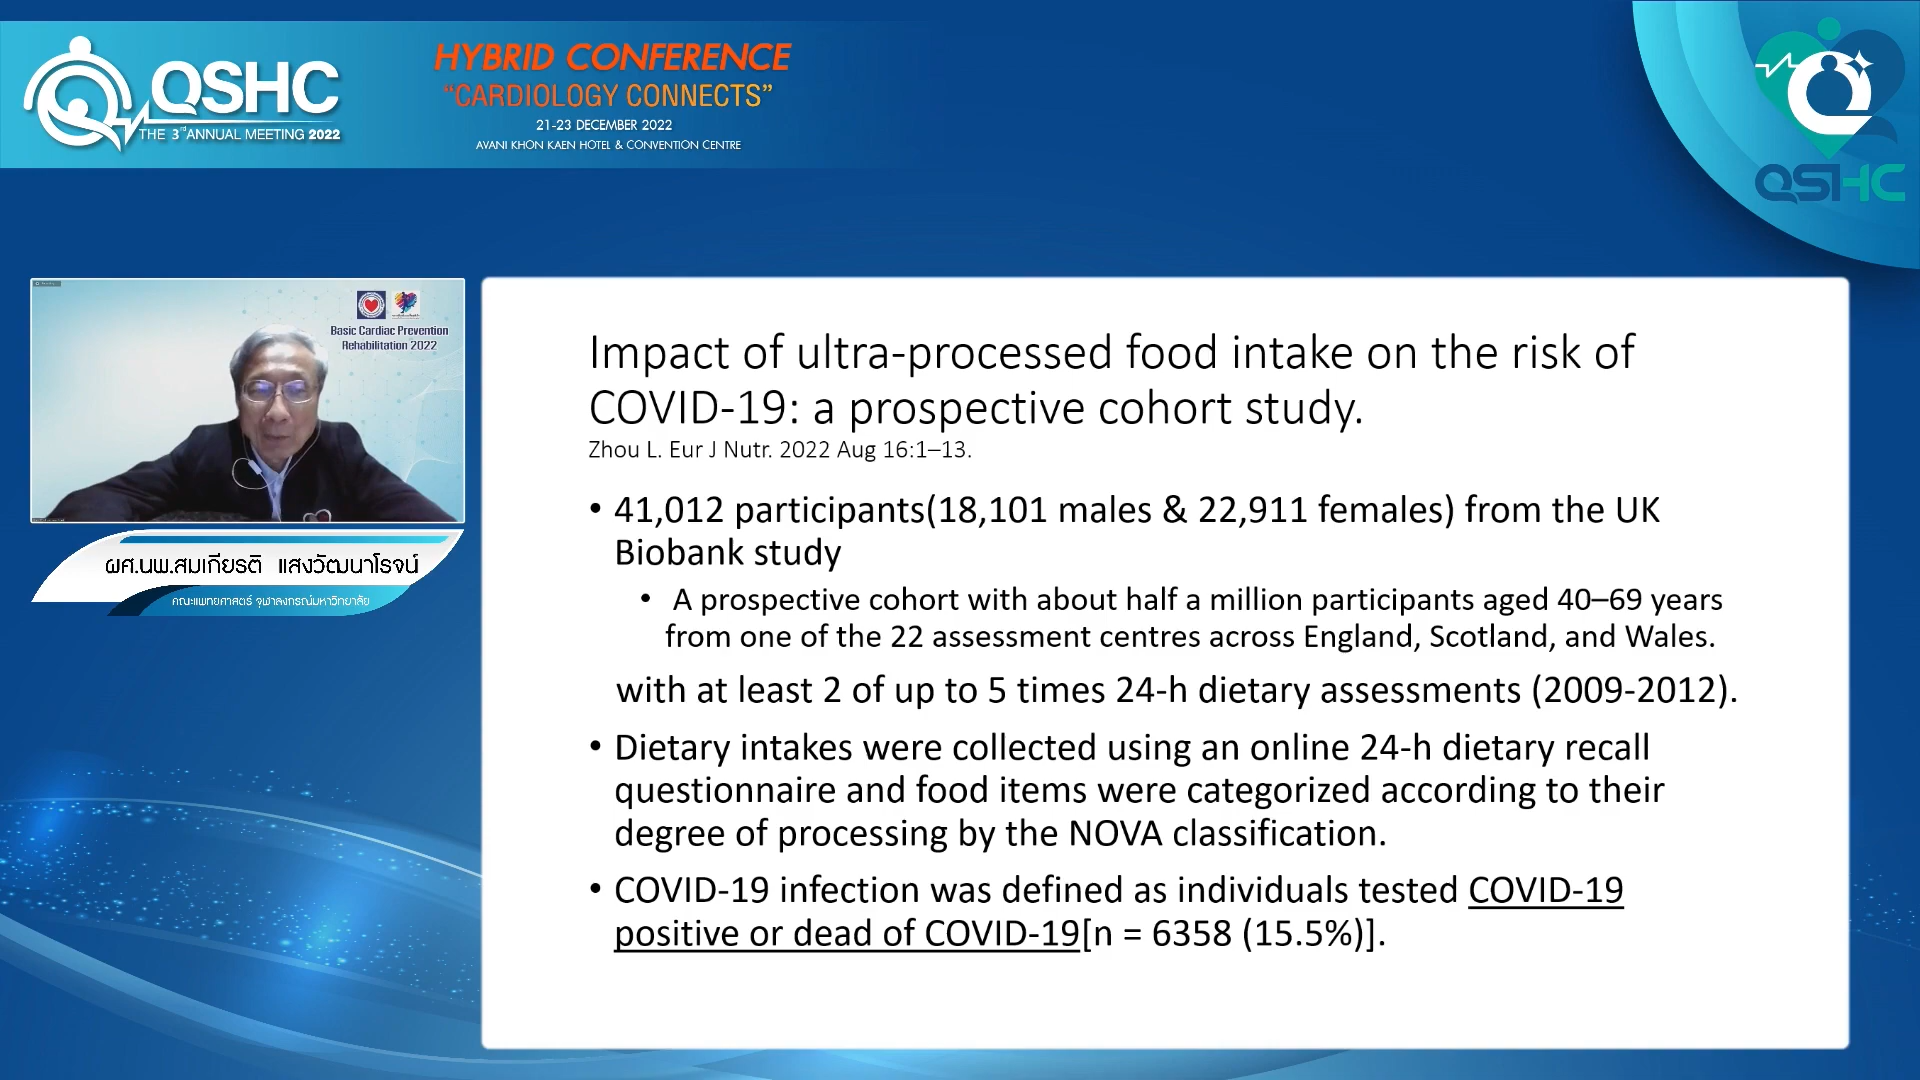 QSHC
THE 3rd ANNUAL MEETING 2022
HYBRID CONFERENCE
“CARDIOLOGY CONNECTS”
21-23 DECEMBER 2022
AVANI KHON KAEN HOTEL & CONVENTION CENTRE
QSHC
Basic Cardiac Prevention
Rehabilitation 2022
ผศ.นพ.สมเกียรติ แสงวัฒนาโรจน์
คณะแพทยศาสตร์ จุฬาลงกรณ์มหาวิทยาลัย
Impact of ultra-processed food intake on the risk of
COVID-19: a prospective cohort study.
Zhou L. Eur J Nutr. 2022 Aug 16:1–13.
• 41,012 participants(18,101 males & 22,911 females) from the UK
Biobank study
• A prospective cohort with about half a million participants aged 40–69 years
from one of the 22 assessment centres across England, Scotland, and Wales.
with at least 2 of up to 5 times 24-h dietary assessments (2009-2012).
• Dietary intakes were collected using an online 24-h dietary recall
questionnaire and food items were categorized according to their
degree of processing by the NOVA classification.
• COVID-19 infection was defined as individuals tested COVID-19
positive or dead of COVID-19[n = 6358 (15.5%)].